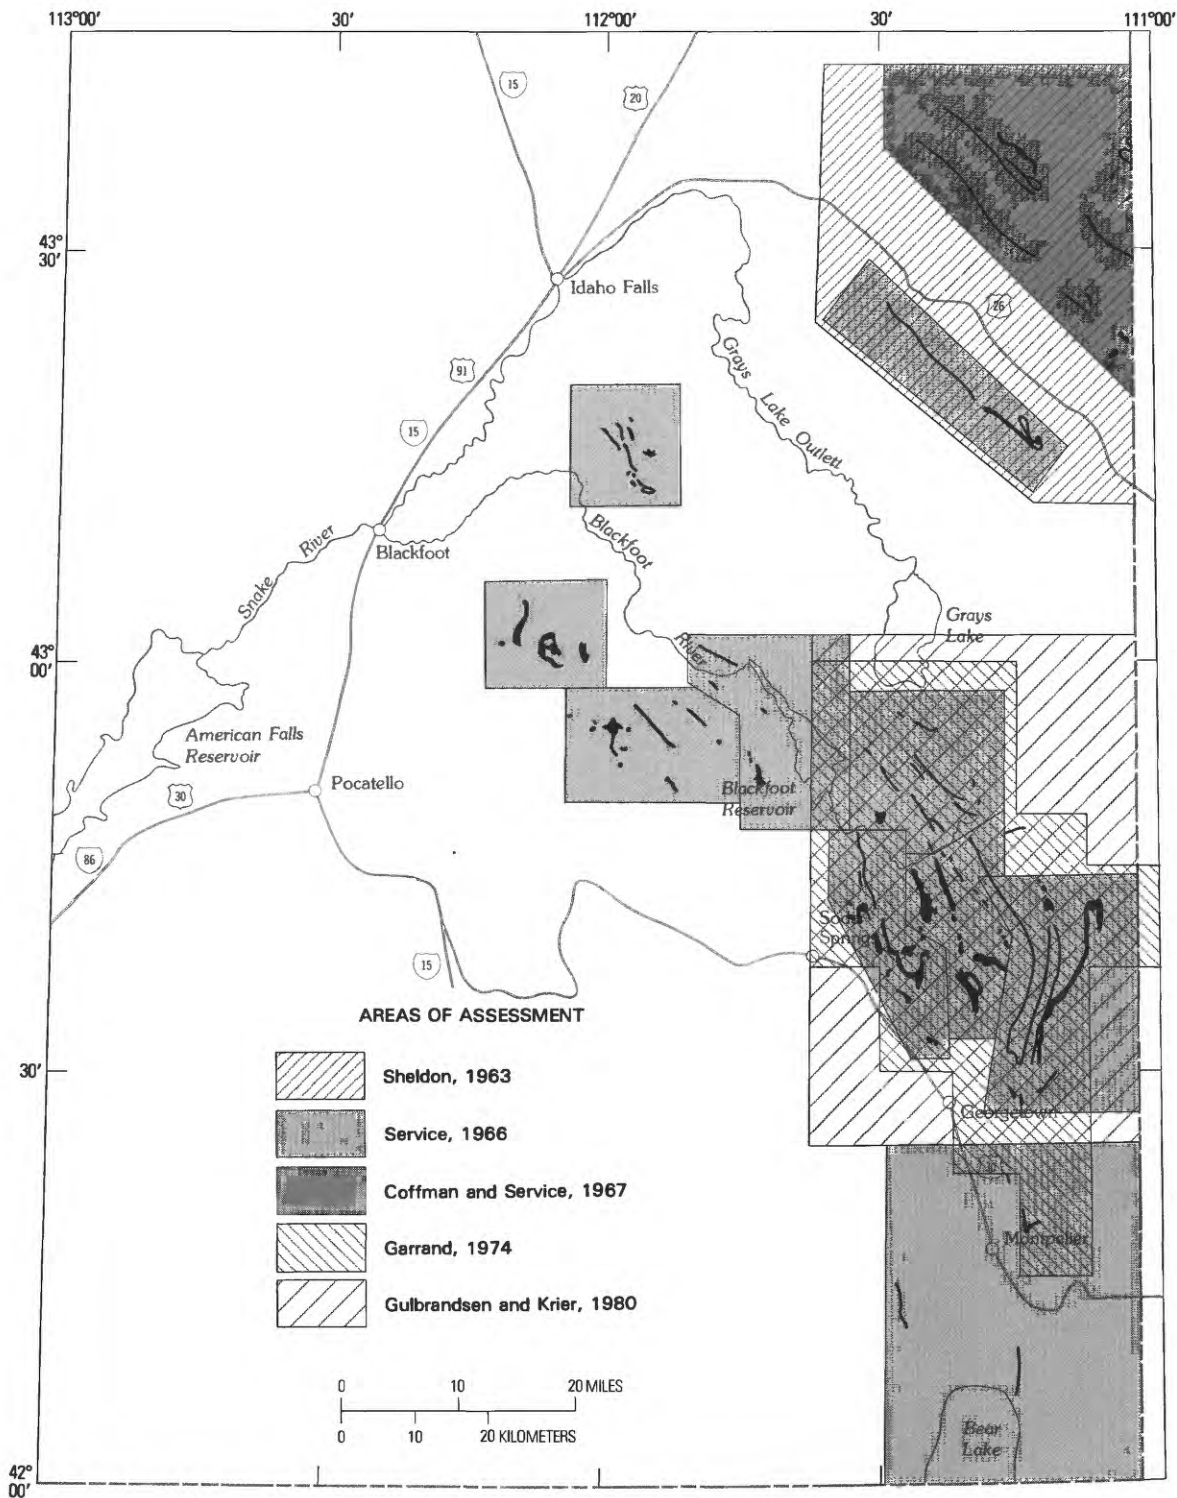 113°00' 30' 112°00' 30' 111°00'
15
20
43°
30'
Idaho Falls
26
91
Grays Lake Outlett
15
Snake River
Blackfoot
Blackfoot
River
Grays
Lake
43°
00'
American Falls
Reservoir
30
Pocatello
Blackfoot
Reservoir
86
Soda
Springs
15
AREAS OF ASSESSMENT
30'
Sheldon, 1963
Service, 1966
Georgetown
Coffman and Service, 1967
Garrand, 1974
Montpelier
Gulbrandsen and Krier, 1980
0 10 20 MILES
0 10 20 KILOMETERS
Bear
Lake
42°
00'